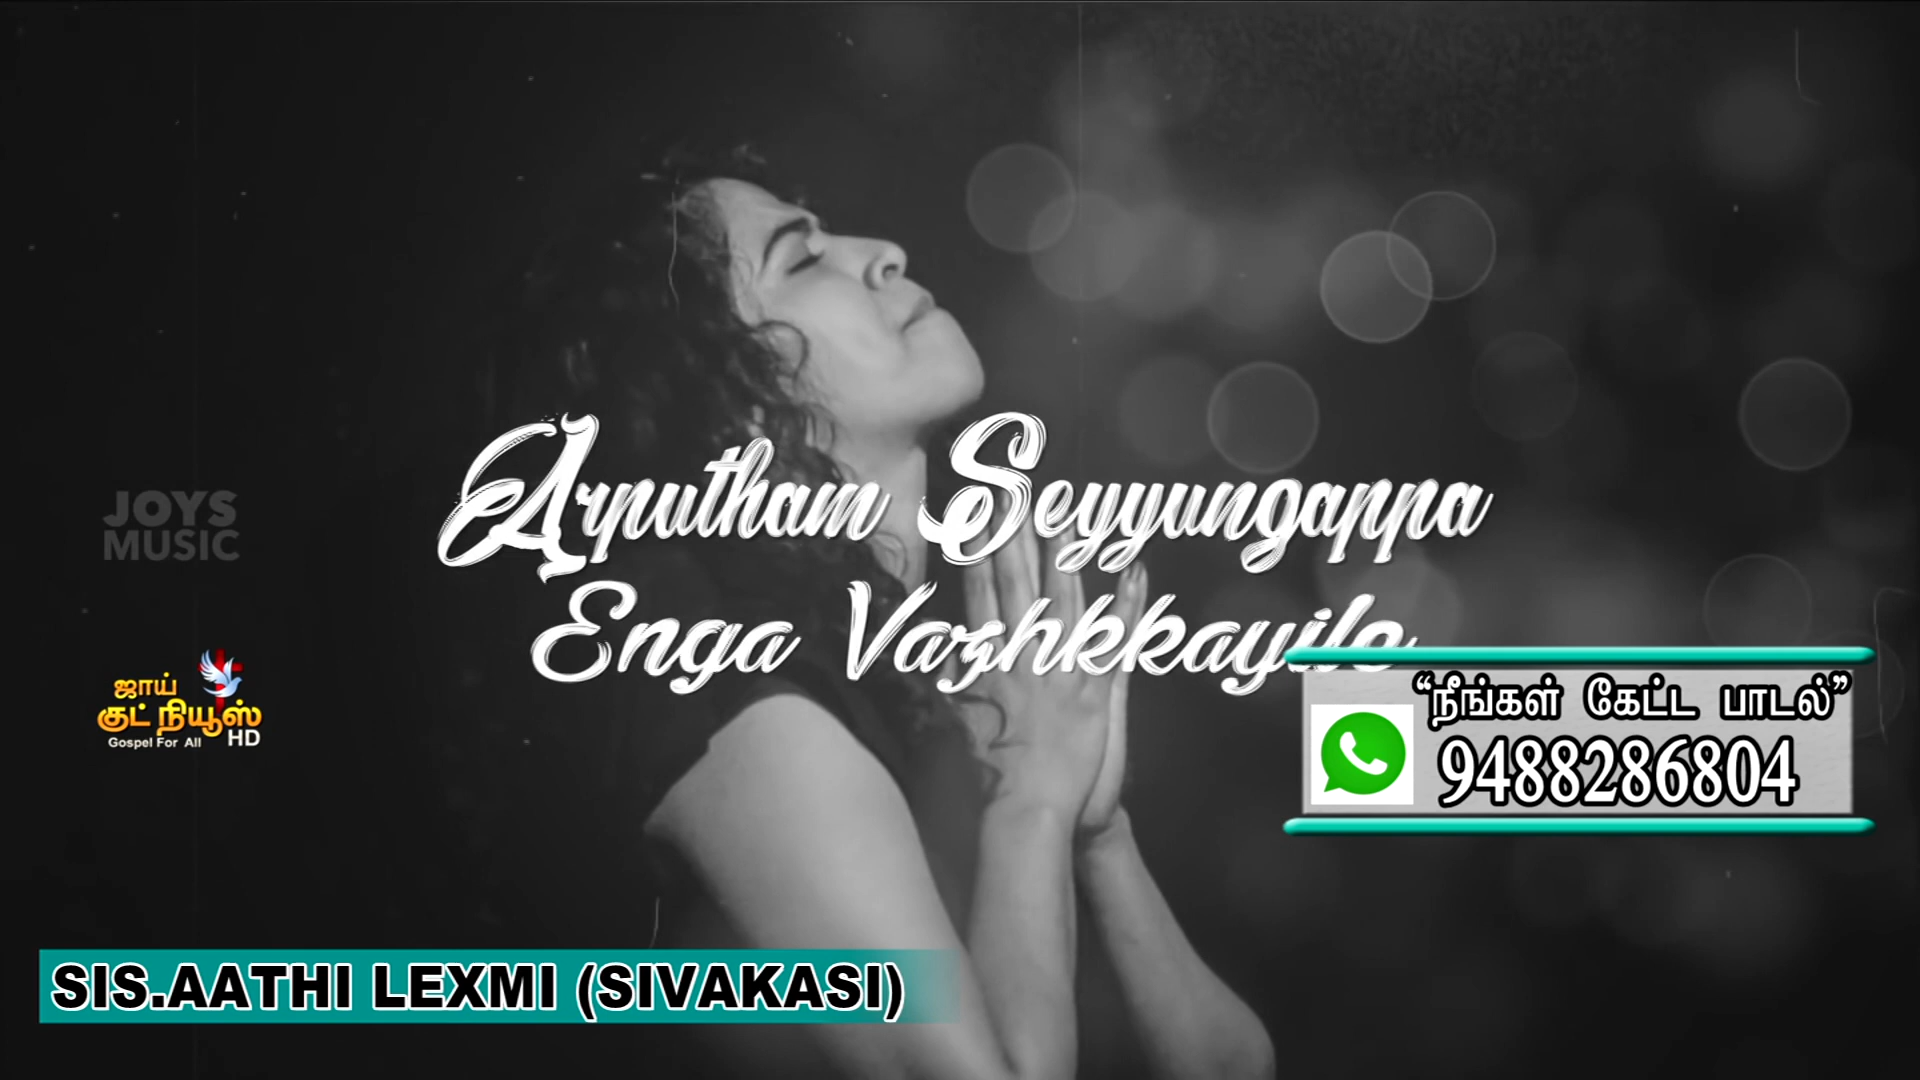 Arputham Seyyungappa
Enga Vazhkkayile
JOYS
MUSIC
ஜாய்
குட் நியூஸ்
Gospel For All HD
“நீங்கள் கேட்ட பாடல்”
9488286804
SIS.AATHI LEXMI (SIVAKASI)